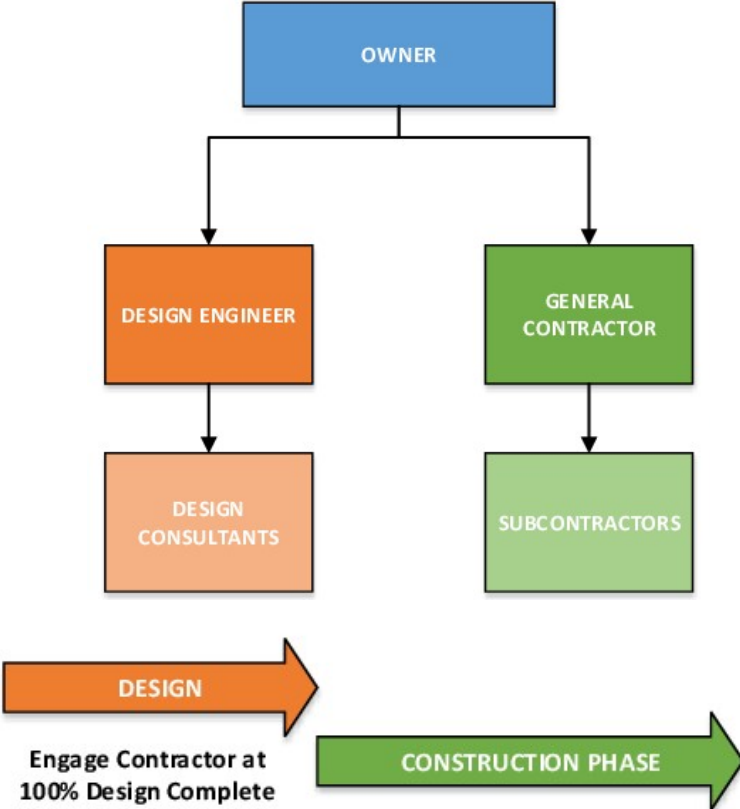 OWNER
DESIGN ENGINEER
GENERAL
CONTRACTOR
DESIGN
CONSULTANTS
SUBCONTRACTORS
DESIGN
Engage Contractor at
100% Design Complete
CONSTRUCTION PHASE